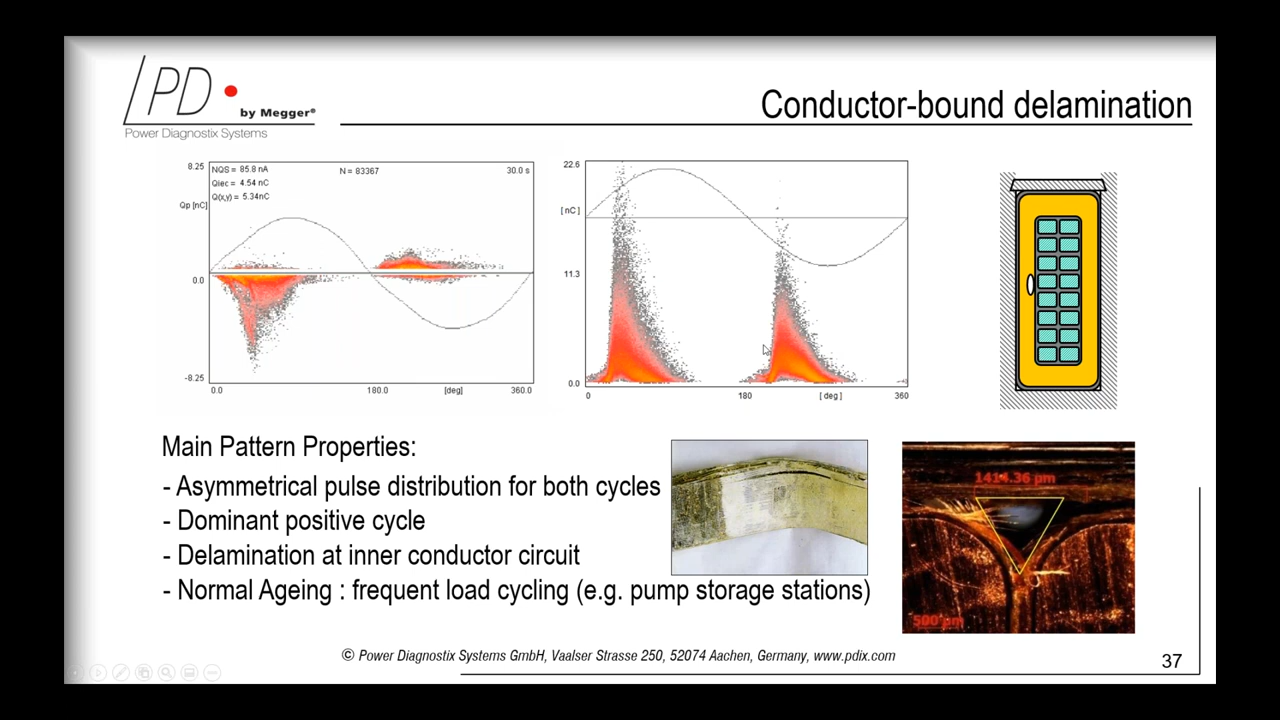 PD
by Megger®
Power Diagnostix Systems
Conductor-bound delamination
8.25
NQS = 85.8 nA
N = 83367
30.0 s
Qiec = 4.54 nC
Q(x,y) = 5.34nC
Qp [nC]
0.0
-8.25
0.0
180.0
[deg]
360.0
22.6
[ nC ]
11.3
0.0
0
180
[ deg ]
360
Main Pattern Properties:
- Asymmetrical pulse distribution for both cycles
- Dominant positive cycle
- Delamination at inner conductor circuit
- Normal Ageing : frequent load cycling (e.g. pump storage stations)
1414.36 pm
500 pm
© Power Diagnostix Systems GmbH, Vaalser Strasse 250, 52074 Aachen, Germany, www.pdix.com
37